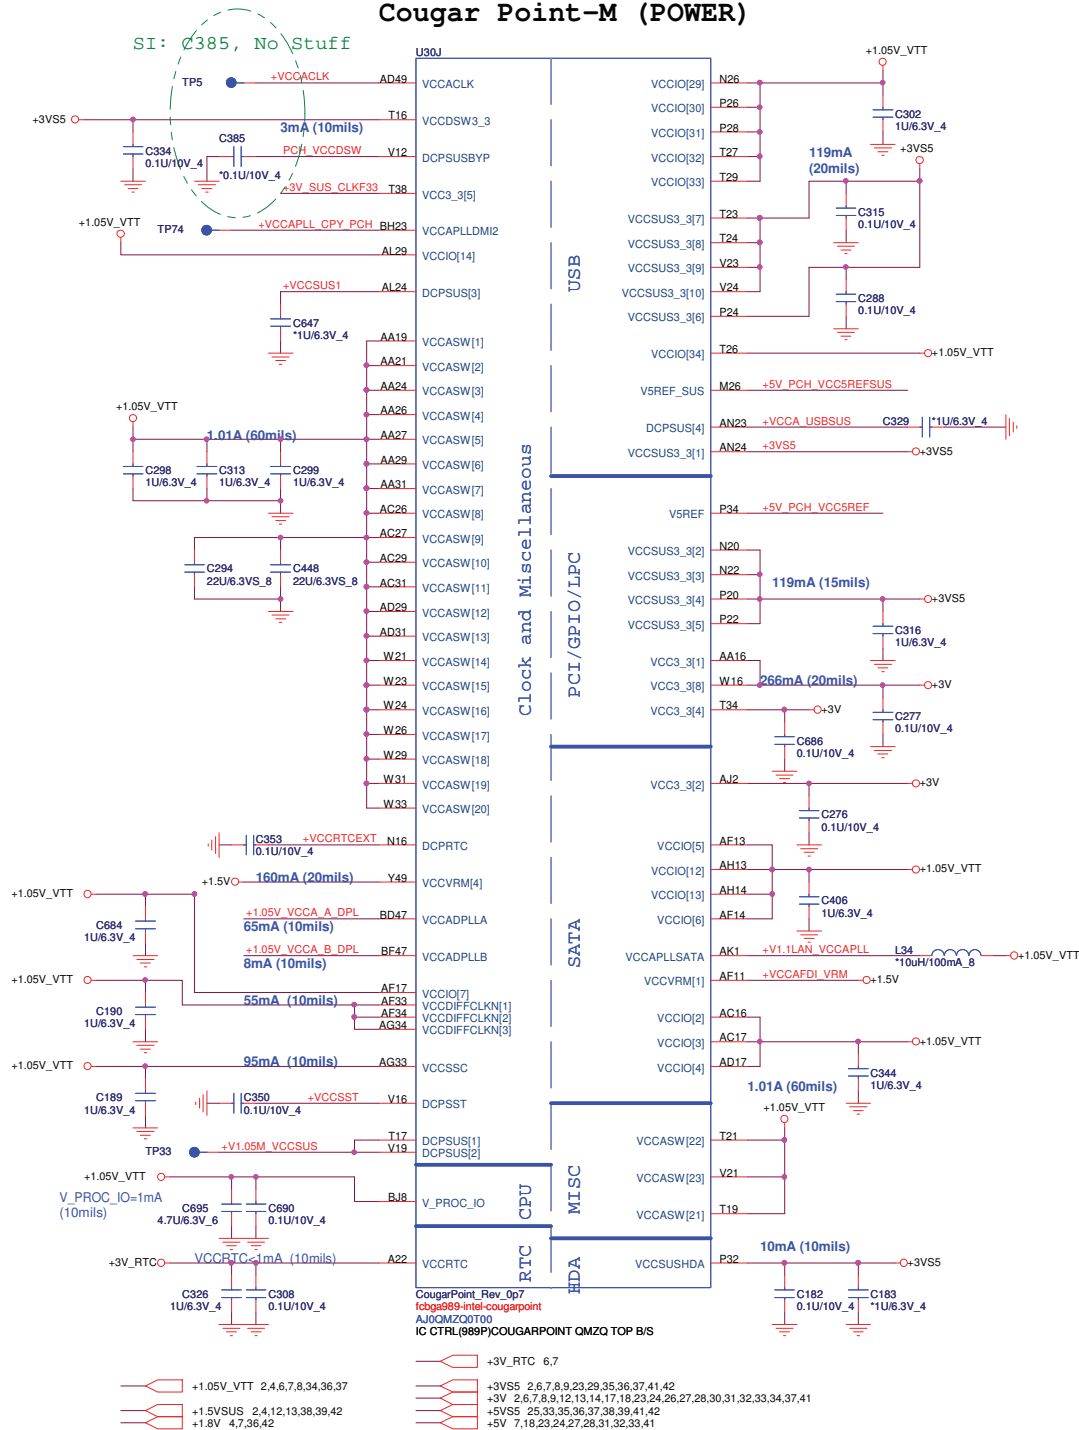 Cougar Point-M (POWER)
SI: C385, No Stuff
U30J
TP5
+VCCACLK
AD49
VCCACLK
+3VS5
T16
VCCDSW3_3
3mA (10mils)
C334
0.1U/10V_4
C385
*0.1U/10V_4
PCH_VCCDSW
V12
DCPSUSBYP
+3V_SUS_CLKF33
T38
VCC3_3[5]
+1.05V_VTT
TP74
+VCCAPLL_CPY_PCH
BH23
VCCAPLLDMI2
AL29
VCCIO[14]
+VCCSUS1
AL24
DCPSUS[3]
C647
*1U/6.3V_4
AA19
VCCASW[1]
AA21
VCCASW[2]
AA24
VCCASW[3]
AA26
VCCASW[4]
+1.05V_VTT
1.01A (60mils)
AA27
VCCASW[5]
AA29
VCCASW[6]
AA31
VCCASW[7]
AC26
VCCASW[8]
AC27
VCCASW[9]
AC29
VCCASW[10]
AC31
VCCASW[11]
AD29
VCCASW[12]
AD31
VCCASW[13]
W21
VCCASW[14]
W23
VCCASW[15]
W24
VCCASW[16]
W26
VCCASW[17]
W29
VCCASW[18]
W31
VCCASW[19]
W33
VCCASW[20]
C298
1U/6.3V_4
C313
1U/6.3V_4
C299
1U/6.3V_4
C294
22U/6.3VS_8
C448
22U/6.3VS_8
C353
0.1U/10V_4
+VCCRTCEXT
N16
DCPRTC
+1.5V
160mA (20mils)
Y49
VCCVRM[4]
+1.05V_VTT
C684
1U/6.3V_4
+1.05V_VCCA_A_DPL
65mA (10mils)
BD47
VCCADPLLA
+1.05V_VCCA_B_DPL
8mA (10mils)
BF47
VCCADPLLB
+1.05V_VTT
C190
1U/6.3V_4
55mA (10mils)
AF17
VCCIO[7]
AF33
VCCDIFFCLKN[1]
AF34
VCCDIFFCLKN[2]
AG34
VCCDIFFCLKN[3]
+1.05V_VTT
95mA (10mils)
AG33
VCCSSC
C189
1U/6.3V_4
C350
0.1U/10V_4
+VCCSST
V16
DCPSST
TP33
+V1.05M_VCCSUS
T17
DCPSUS[1]
V19
DCPSUS[2]
+1.05V_VTT
V_PROC_IO=1mA
(10mils)
C695
4.7U/6.3V_6
C690
0.1U/10V_4
BJ8
V_PROC_IO
+3V_RTC
VCCRTC<1mA (10mils)
A22
VCCRTC
C326
1U/6.3V_4
C308
0.1U/10V_4
Clock and Miscellaneous
CPU
RTC
USB
PCI/GPIO/LPC
SATA
MISC
HDA
+1.05V_VTT
VCCIO[29]
N26
VCCIO[30]
P26
VCCIO[31]
P28
VCCIO[32]
T27
VCCIO[33]
T29
C302
1U/6.3V_4
119mA
(20mils)
+3VS5
VCCSUS3_3[7]
T23
VCCSUS3_3[8]
T24
VCCSUS3_3[9]
V23
VCCSUS3_3[10]
V24
VCCSUS3_3[6]
P24
C315
0.1U/10V_4
C288
0.1U/10V_4
VCCIO[34]
T26
+1.05V_VTT
V5REF_SUS
M26
+5V_PCH_VCC5REFSUS
DCPSUS[4]
AN23
+VCCA_USBSUS
C329
*1U/6.3V_4
VCCSUS3_3[1]
AN24
+3VS5
+3VS5
V5REF
P34
+5V_PCH_VCC5REF
VCCSUS3_3[2]
N20
VCCSUS3_3[3]
N22
VCCSUS3_3[4]
P20
VCCSUS3_3[5]
P22
119mA (15mils)
+3VS5
C316
1U/6.3V_4
VCC3_3[1]
AA16
VCC3_3[8]
W16
266mA (20mils)
+3V
VCC3_3[4]
T34
+3V
C277
0.1U/10V_4
C686
0.1U/10V_4
VCC3_3[2]
AJ2
+3V
C276
0.1U/10V_4
VCCIO[5]
AF13
VCCIO[12]
AH13
VCCIO[13]
AH14
VCCIO[6]
AF14
+1.05V_VTT
C406
1U/6.3V_4
VCCAPLLSATA
AK1
+V1.1LAN_VCCAPLL
L34
*10uH/100mA_8
+1.05V_VTT
VCCVRM[1]
AF11
+VCCAFDI_VRM
+1.5V
VCCIO[2]
AC16
VCCIO[3]
AC17
VCCIO[4]
AD17
+1.05V_VTT
C344
1U/6.3V_4
1.01A (60mils)
+1.05V_VTT
VCCASW[22]
T21
VCCASW[23]
V21
VCCASW[21]
T19
VCCSUSHDA
P32
10mA (10mils)
+3VS5
C182
0.1U/10V_4
C183
*1U/6.3V_4
CougarPoint_Rev_0p7
fcbga989-intel-cougarpoint
AJ0QMZQ0T00
IC CTRL(989P)COUGARPOINT QMZQ TOP B/S
+3V_RTC 6,7
+1.05V_VTT 2,4,6,7,8,34,36,37
+3VS5 2,6,7,8,9,23,29,35,36,37,41,42
+3V 2,6,7,8,9,12,13,14,17,18,23,24,26,27,28,30,31,32,33,34,37,41
+1.5VSUS 2,4,12,13,38,39,42
+5VS5 25,33,35,36,37,38,39,41,42
+1.8V 4,7,36,42
+5V 7,18,23,24,27,28,31,32,33,41